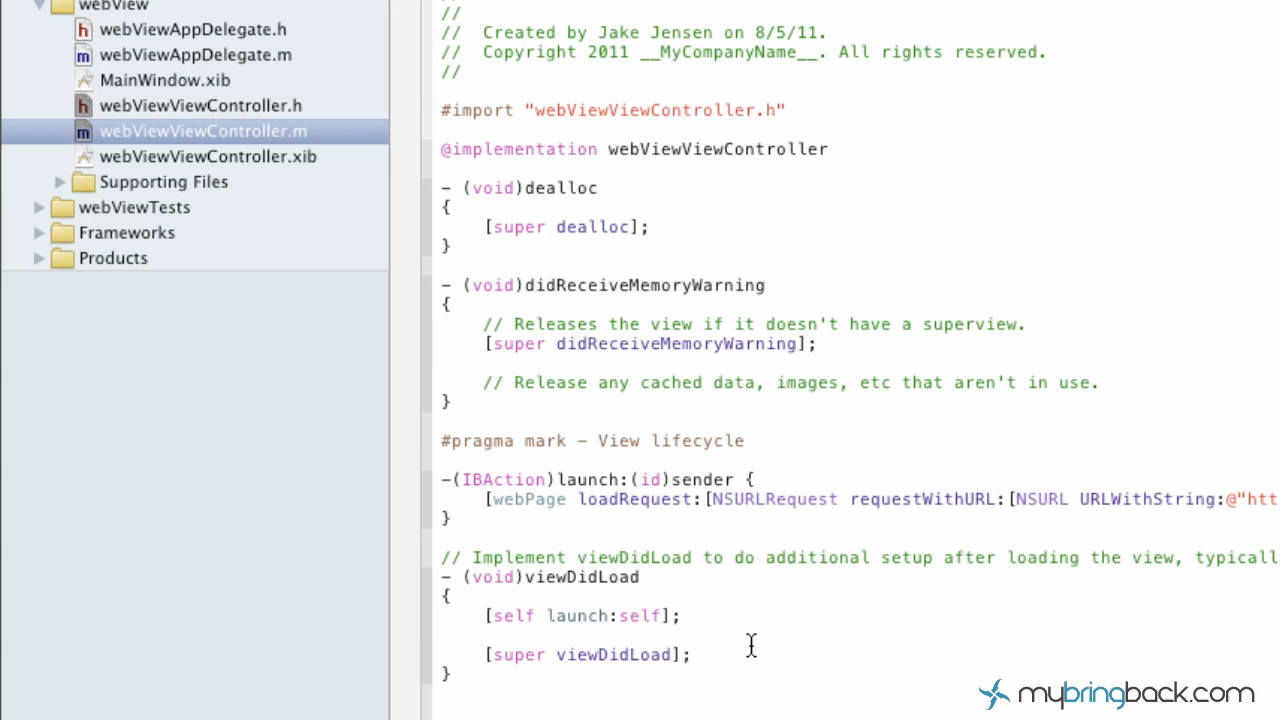 webView
webViewAppDelegate.h
webViewAppDelegate.m
MainWindow.xib
webViewViewController.h
webViewViewController.m
webViewViewController.xib
Supporting Files
webViewTests
Frameworks
Products
//
//  Created by Jake Jensen on 8/5/11.
//  Copyright 2011 __MyCompanyName__. All rights reserved.
//
#import "webViewViewController.h"
@implementation webViewViewController
- (void)dealloc
{
    [super dealloc];
}
- (void)didReceiveMemoryWarning
{
    // Releases the view if it doesn't have a superview.
    [super didReceiveMemoryWarning];
    // Release any cached data, images, etc that aren't in use.
}
#pragma mark - View lifecycle
-(IBAction)launch:(id)sender {
    [webPage loadRequest:[NSURLRequest requestWithURL:[NSURL URLWithString:@"htt
}
// Implement viewDidLoad to do additional setup after loading the view, typicall
- (void)viewDidLoad
{
    [self launch:self];
    [super viewDidLoad];
}
mybringback.com